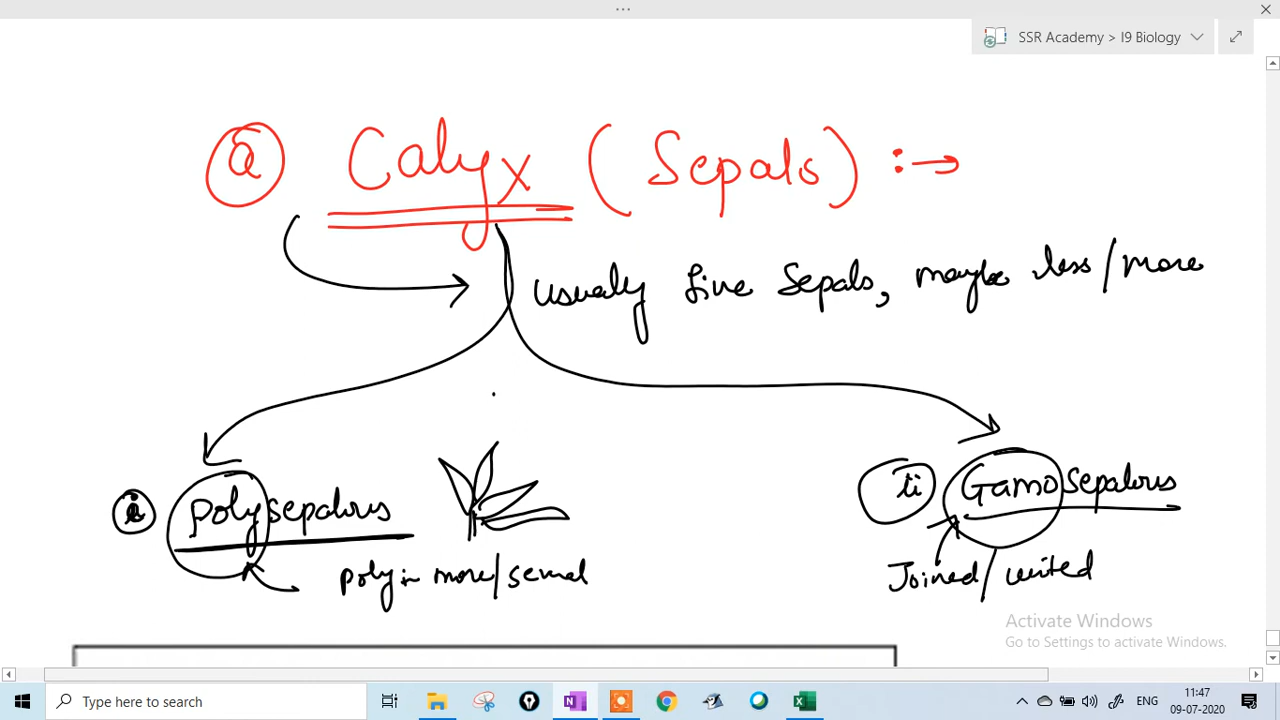 SSR Academy > I9 Biology
a Calyx (Sepals) :→
usually five Sepals, maybe less/more
i polysepalous
ii Gamosepalous
poly → more/several
Joined/united
Activate Windows
Go to Settings to activate Windows.
Type here to search
ENG
11:47
09-07-2020